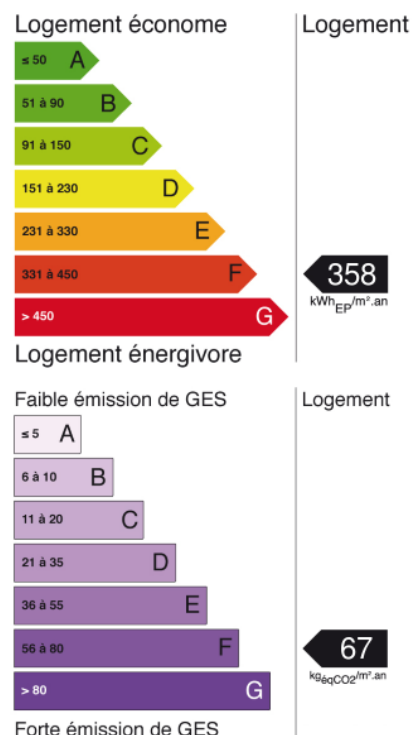 Logement économe
Logement
≤ 50 A
51 à 90 B
91 à 150 C
151 à 230 D
231 à 330 E
331 à 450 F
358
kWhEP/m².an
> 450 G
Logement énergivore
Faible émission de GES
Logement
≤ 5 A
6 à 10 B
11 à 20 C
21 à 35 D
36 à 55 E
56 à 80 F
67
kgéqCO2/m².an
> 80 G
Forte émission de GES